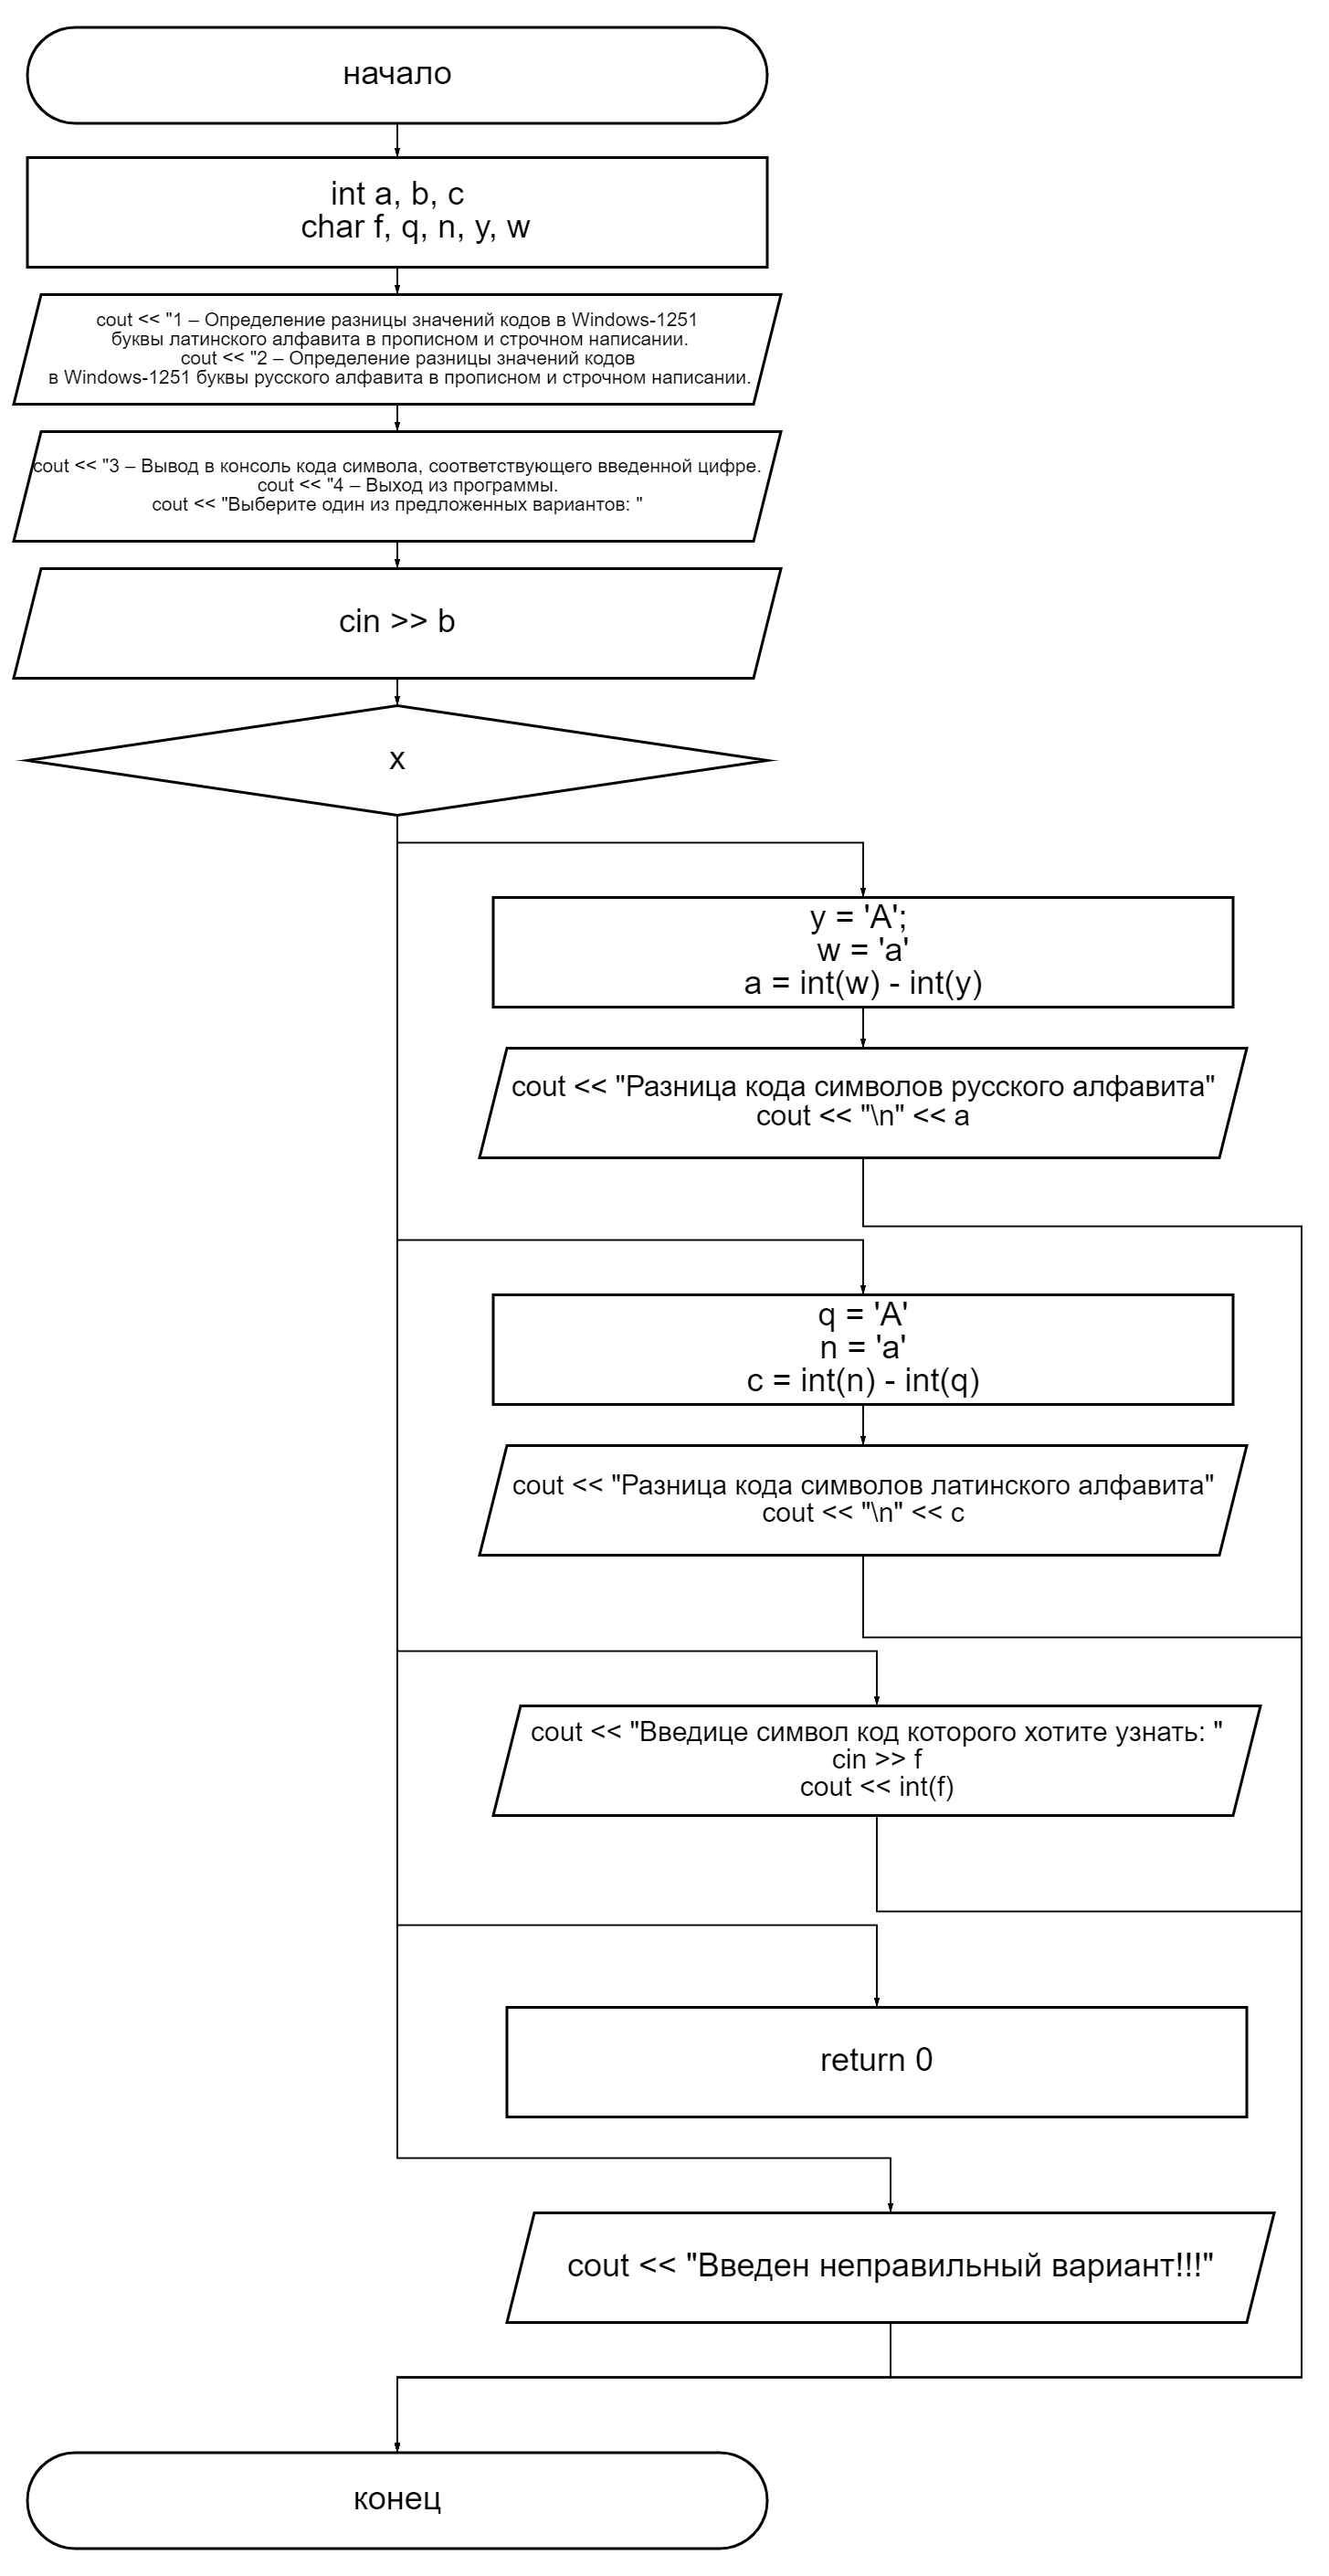 начало
int a, b, c
char f, q, n, y, w
cout << "1 – Определение разницы значений кодов в Windows-1251
буквы латинского алфавита в прописном и строчном написании.
cout << "2 – Определение разницы значений кодов
в Windows-1251 буквы русского алфавита в прописном и строчном написании.
cout << "3 – Вывод в консоль кода символа, соответствующего введенной цифре.
cout << "4 – Выход из программы.
cout << "Выберите один из предложенных вариантов: "
cin >> b
x
y = 'A';
w = 'a'
a = int(w) - int(y)
cout << "Разница кода символов русского алфавита"
cout << "\n" << a
q = 'A'
n = 'a'
c = int(n) - int(q)
cout << "Разница кода символов латинского алфавита"
cout << "\n" << c
cout << "Введице символ код которого хотите узнать: "
cin >> f
cout << int(f)
return 0
cout << "Введен неправильный вариант!!!"
конец